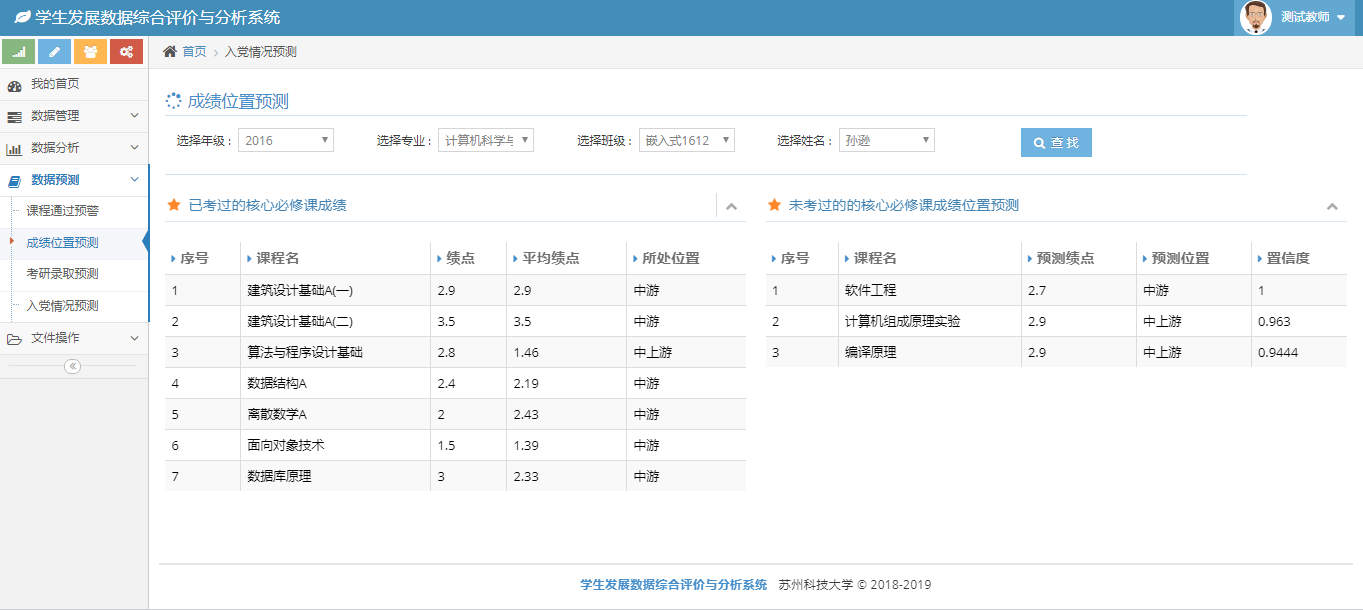 学生发展数据综合评价与分析系统
测试教师
首页 入党情况预测
我的首页
数据管理
数据分析
数据预测
课程通过预警
成绩位置预测
考研录取预测
入党情况预测
文件操作
成绩位置预测
选择年级： 2016 选择专业： 计算机科学与 选择班级： 嵌入式1612 选择姓名： 孙逊 查 找
已考过的核心必修课成绩
序号 课程名 绩点 平均绩点 所处位置
1 建筑设计基础A(一) 2.9 2.9 中游
2 建筑设计基础A(二) 3.5 3.5 中游
3 算法与程序设计基础 2.8 1.46 中上游
4 数据结构A 2.4 2.19 中游
5 离散数学A 2 2.43 中游
6 面向对象技术 1.5 1.39 中游
7 数据库原理 3 2.33 中游
未考过的的核心必修课成绩位置预测
序号 课程名 预测绩点 预测位置 置信度
1 软件工程 2.7 中游 1
2 计算机组成原理实验 2.9 中上游 0.963
3 编译原理 2.9 中上游 0.9444
学生发展数据综合评价与分析系统 苏州科技大学 © 2018-2019